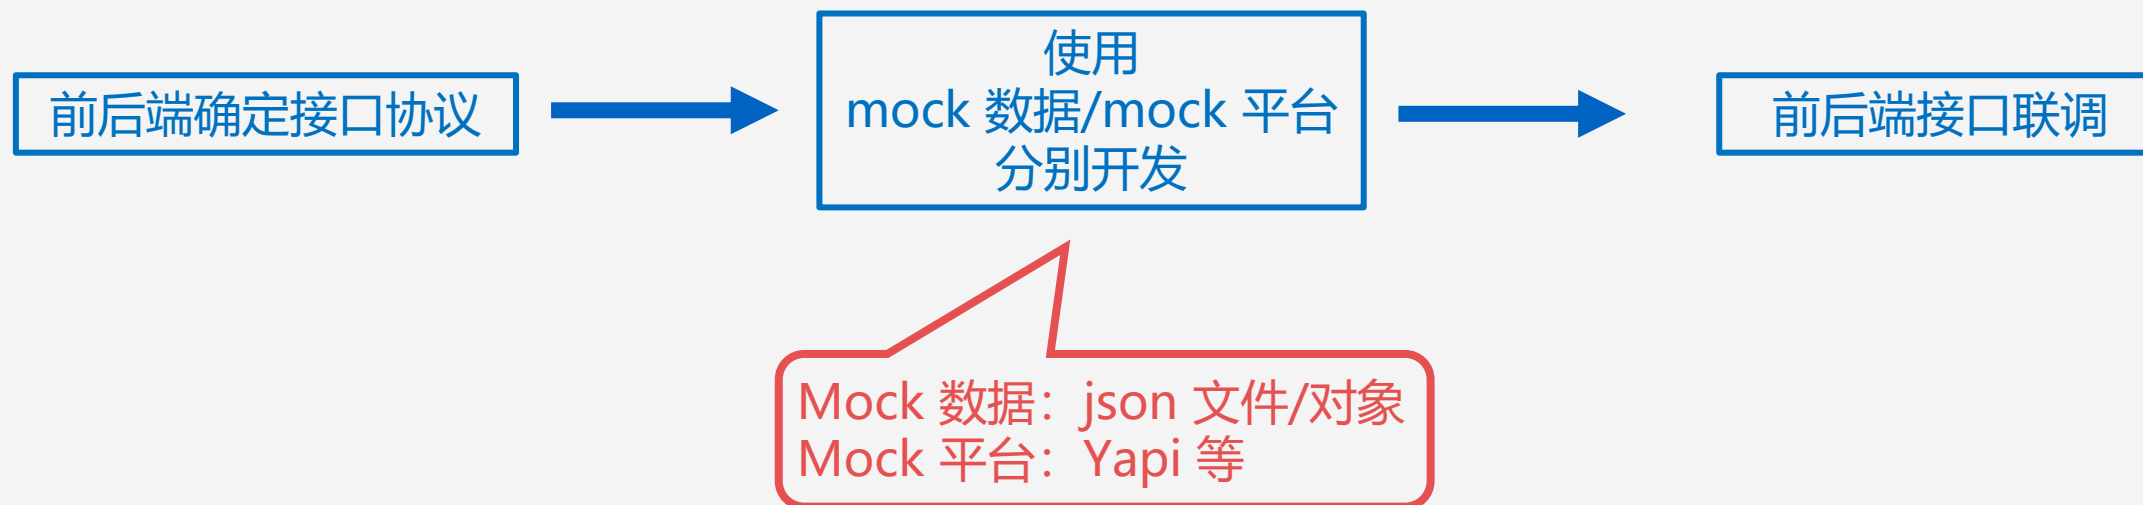 前后端确定接口协议
使用
mock 数据/mock 平台
分别开发
前后端接口联调
Mock 数据：json 文件/对象
Mock 平台：Yapi 等